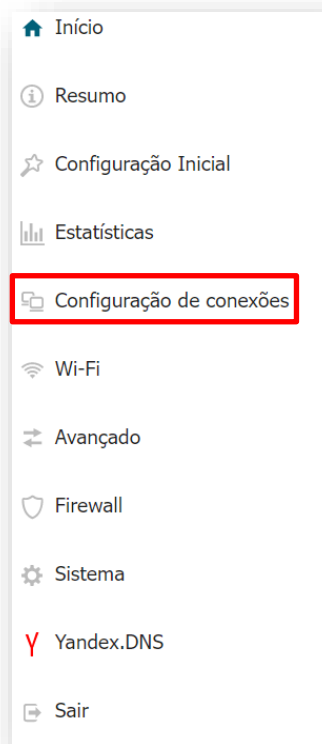 Início
Resumo
Configuração Inicial
Estatísticas
Configuração de conexões
Wi-Fi
Avançado
Firewall
Sistema
Yandex.DNS
Sair